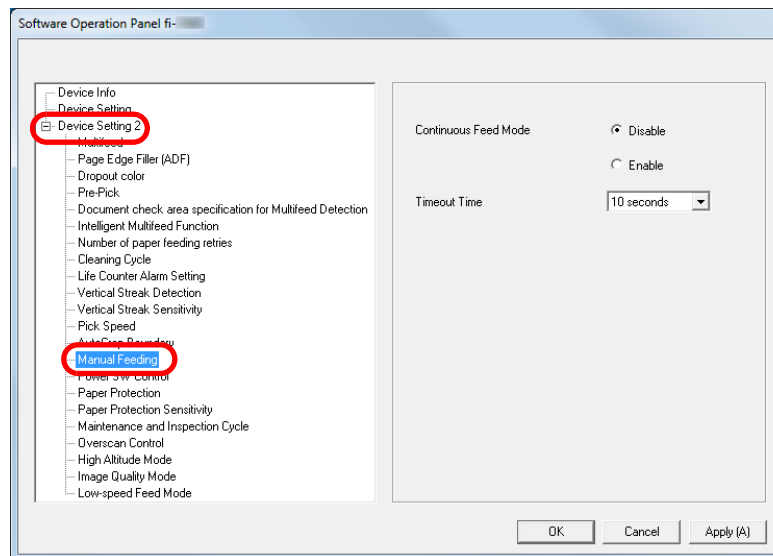 Software Operation Panel fi-
Device Info
Device Setting
Device Setting 2
Multifeed
Page Edge Filler (ADF)
Dropout color
Pre-Pick
Document check area specification for Multifeed Detection
Intelligent Multifeed Function
Number of paper feeding retries
Cleaning Cycle
Life Counter Alarm Setting
Vertical Streak Detection
Vertical Streak Sensitivity
Pick Speed
AutoCrop Boundary
Manual Feeding
Power SW Control
Paper Protection
Paper Protection Sensitivity
Maintenance and Inspection Cycle
Overscan Control
High Altitude Mode
Image Quality Mode
Low-speed Feed Mode
Continuous Feed Mode
Disable
Enable
Timeout Time
10 seconds
OK
Cancel
Apply (A)